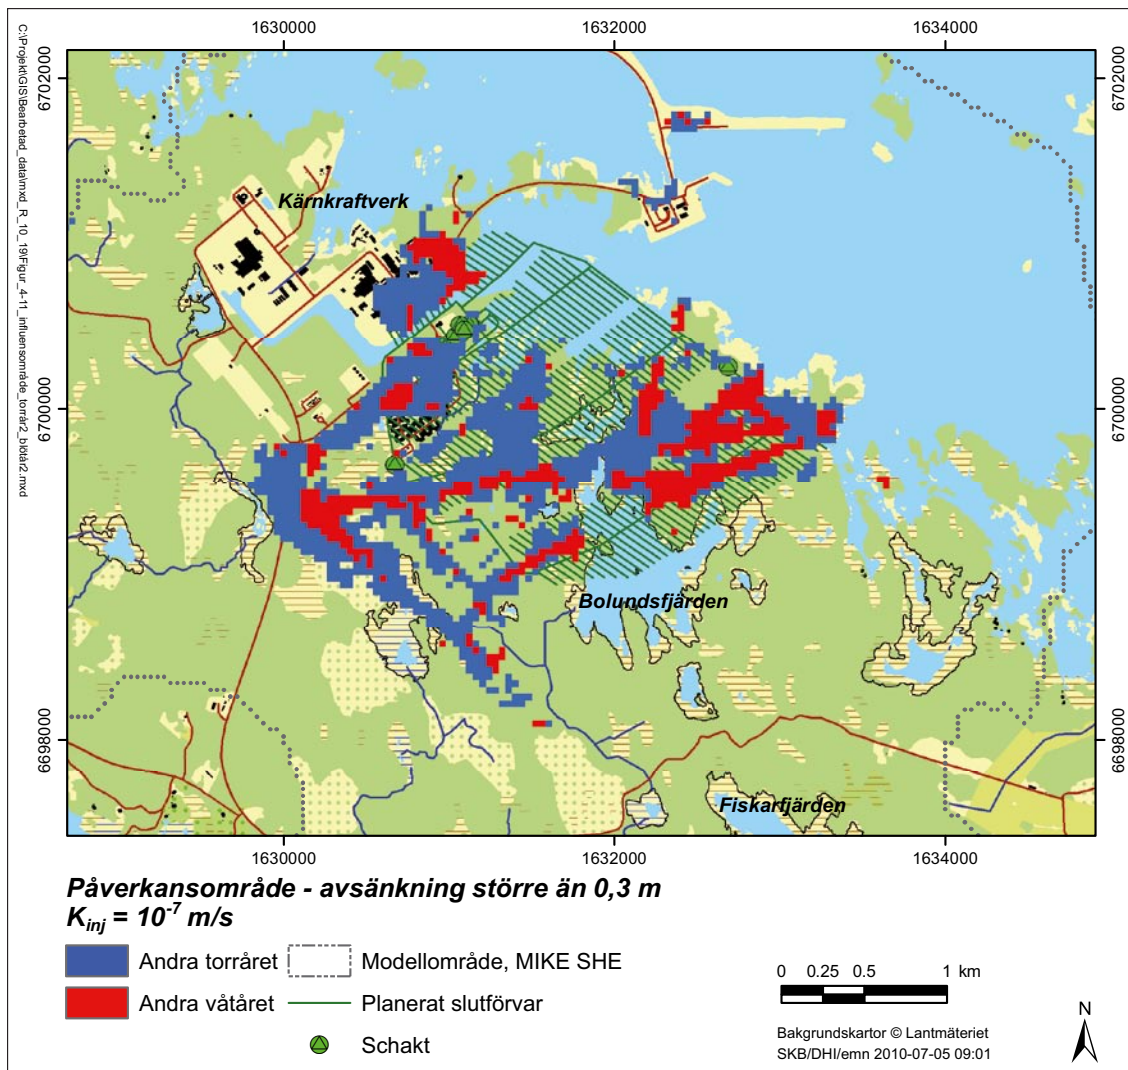 1630000 1632000 1634000
C:\Projekt\GIS\Bearbetad_data\mxd_R_10_19\Figur_4-11_influensområde_torrår2_blötår2.mxd
6702000 6702000
Kärnkraftverk
6700000 6700000
Bolundsfjärden
6698000 6698000
Fiskarfjärden
1630000 1632000 1634000
Påverkansområde - avsänkning större än 0,3 m
Kinj = 10-7 m/s
Andra torråret Modellområde, MIKE SHE
Andra våtåret Planerat slutförvar
Schakt
0 0.25 0.5 1 km
N
Bakgrundskartor © Lantmäteriet
SKB/DHI/emn 2010-07-05 09:01